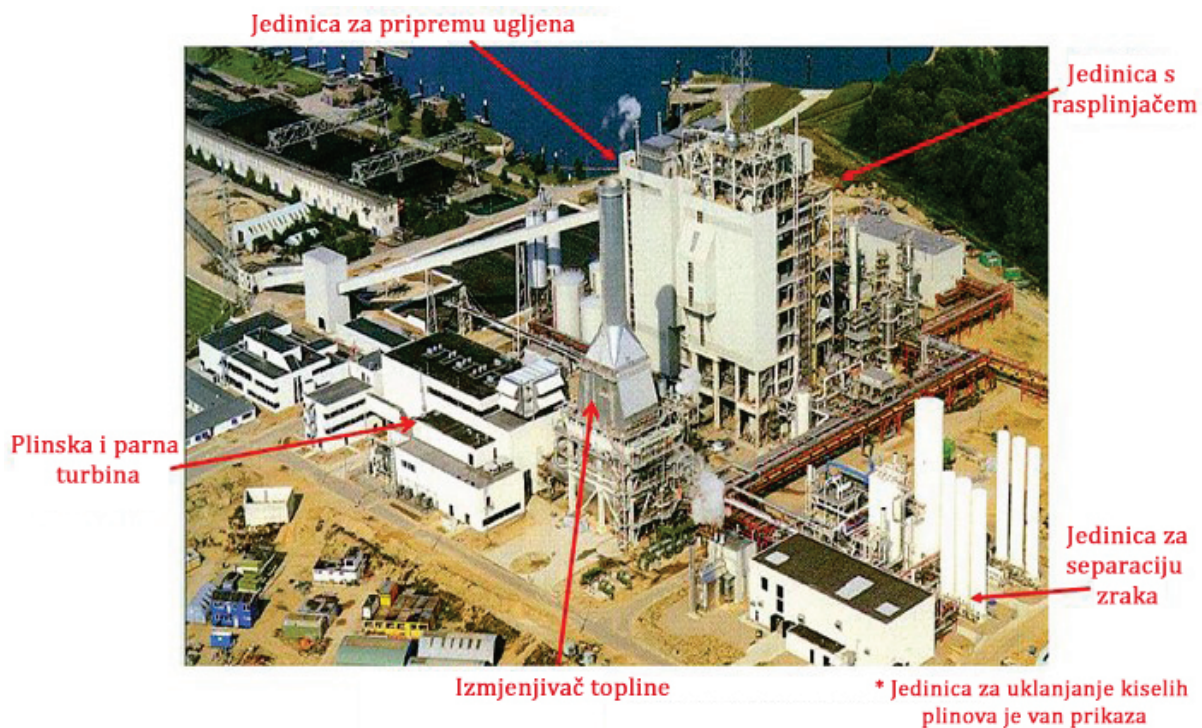 Jedinica za pripremu ugljena
Jedinica s
rasplinjačem
Plinska i parna
turbina
Jedinica za
separaciju
zraka
Izmjenjivač topline
* Jedinica za uklanjanje kiselih
plinova je van prikaza